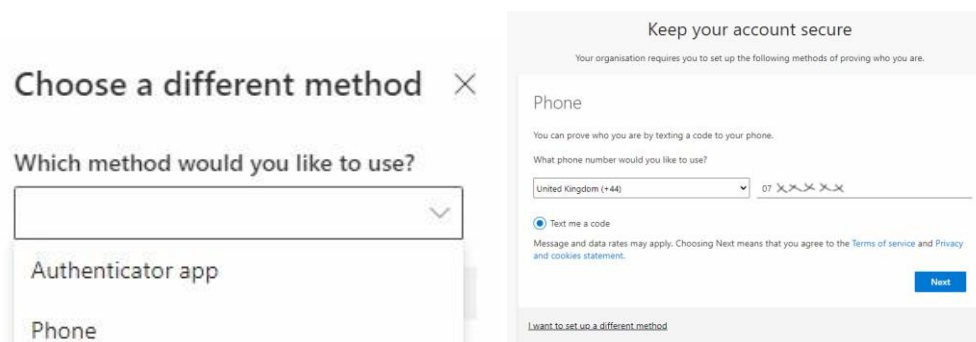 Choose a different method
Which method would you like to use?
Authenticator app
Phone
Keep your account secure
Your organisation requires you to set up the following methods of proving who you are.
Phone
You can prove who you are by texting a code to your phone.
What phone number would you like to use?
United Kingdom (+44)
07 XXXXX
Text me a code
Message and data rates may apply. Choosing Next means that you agree to the Terms of service and Privacy
and cookies statement.
Next
I want to set up a different method